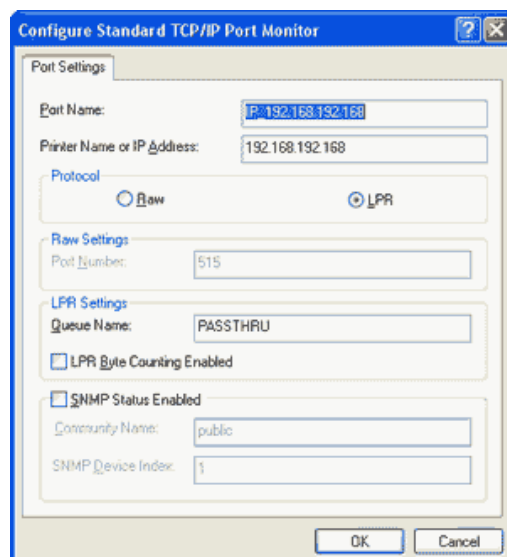 Configure Standard TCP/IP Port Monitor
Port Settings
Port Name: IP_192.168.192.168
Printer Name or IP Address: 192.168.192.168
Protocol
Raw LPR
Raw Settings
Port Number: 515
LPR Settings
Queue Name: PASSTHRU
LPR Byte Counting Enabled
SNMP Status Enabled
Community Name: public
SNMP Device Index: 1
OK Cancel